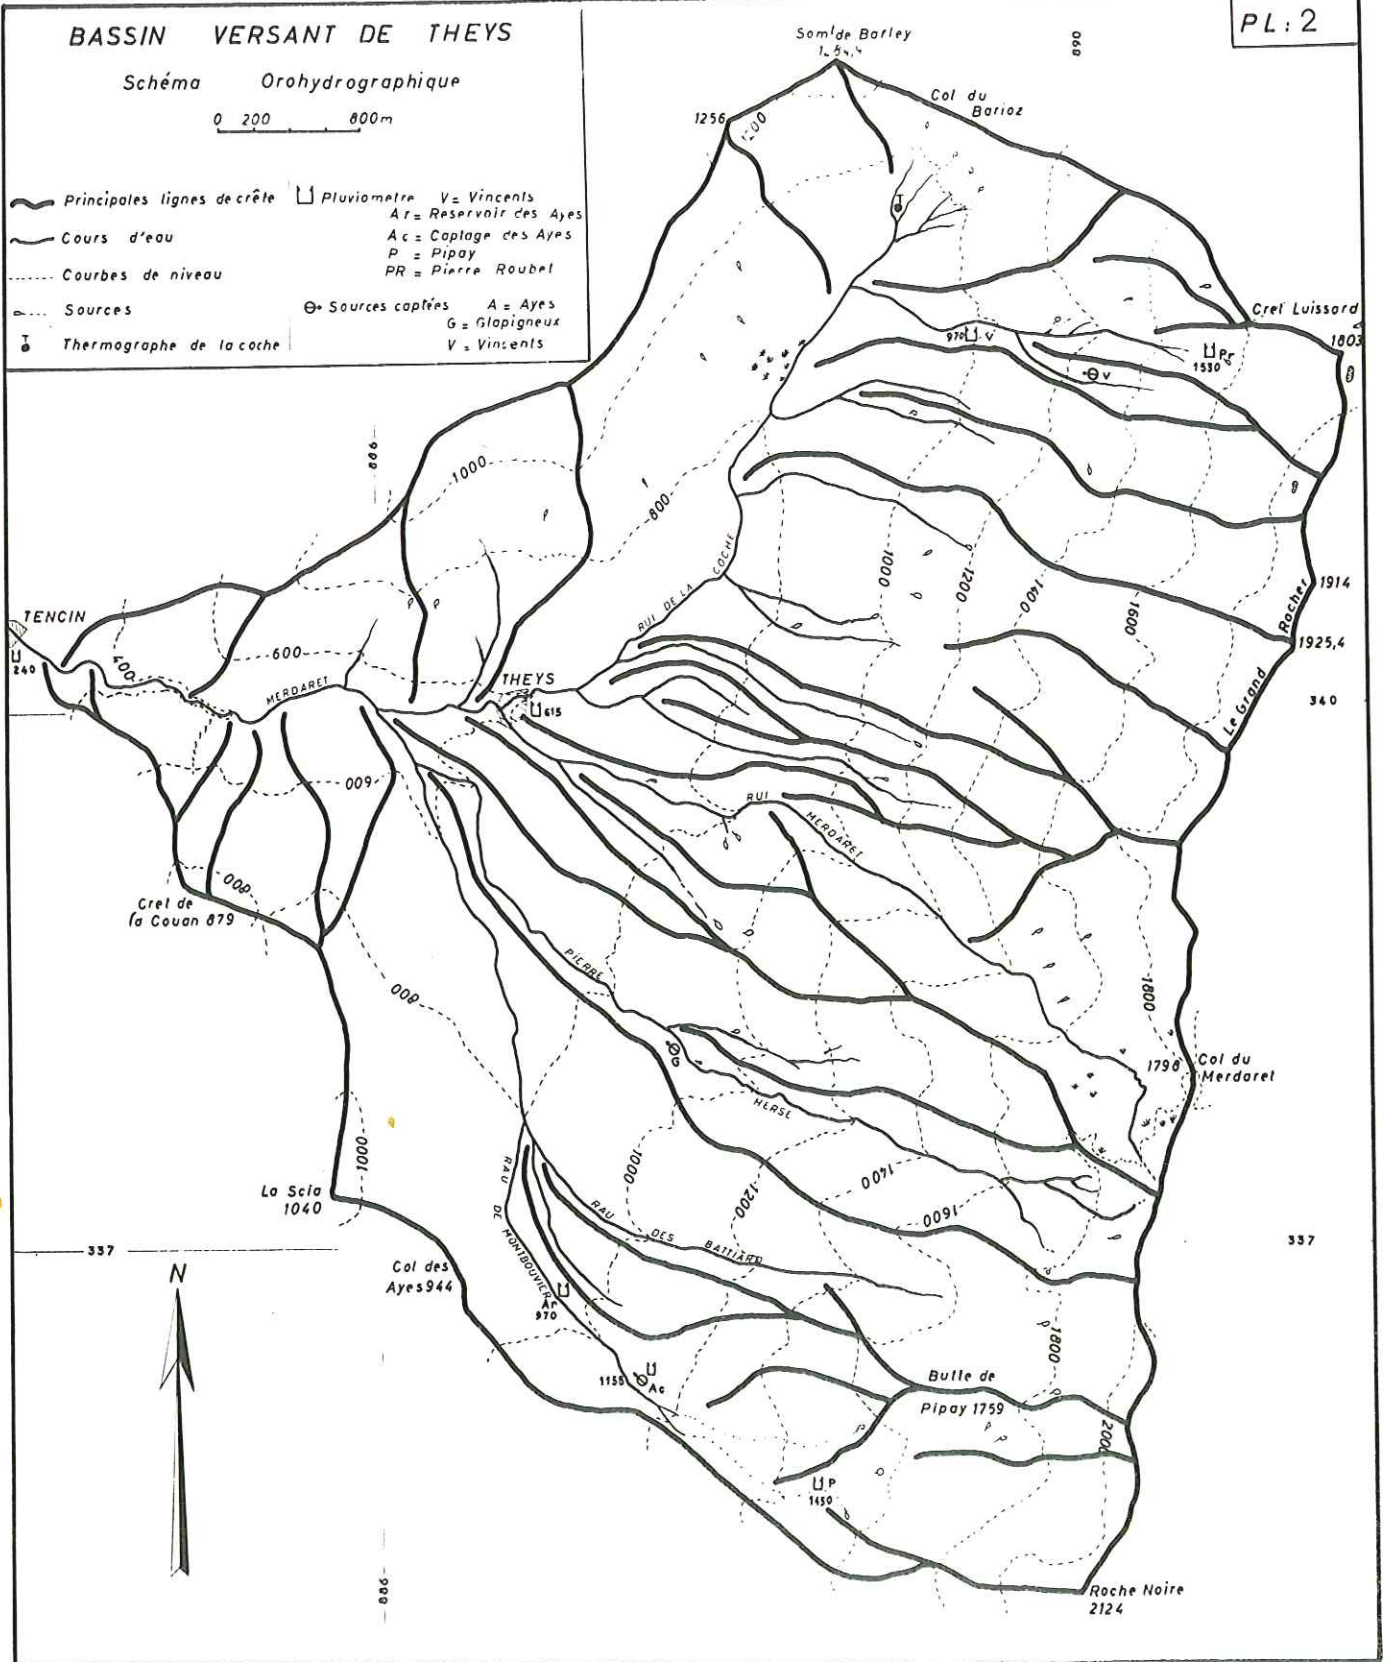 BASSIN VERSANT DE THEYS
Schéma Orohydrographique
0 200 800m
Principales lignes de crête
Cours d'eau
Courbes de niveau
Sources
T
Thermographe de la coche
Pluviometre V = Vincents
Ar = Reservoir des Ayes
Ac = Captage des Ayes
P = Pipay
PR = Pierre Roubet
Sources captées A = Ayes
G = Glapigneux
V = Vincents
PL: 2
Som! de Barley
890
Col du
Barioz
1256
1200
T
Cret Luissard
1803
970 V
V
Pr
1530
886
1000
800
1000
1200
1400
1600
1914
Rocher
1925,4
Le Grand
RUI DE LA COCHE
TENCIN
240
400
600
MERDARET
THEYS
615
340
600
RUI MERDARET
800
Cret de
la Couan 879
800
PIERRE
HERSE
G
1800
1798
Col du
Merdaret
1000
La Scia
1040
RAU DE MONTBOUVIER
RAU DES BATTIARD
1000
1200
1400
1600
337
337
N
Col des
Ayes 944
Ar
970
1155
Ac
1800
Butte de
Pipay 1759
2000
P
1450
886
Roche Noire
2124